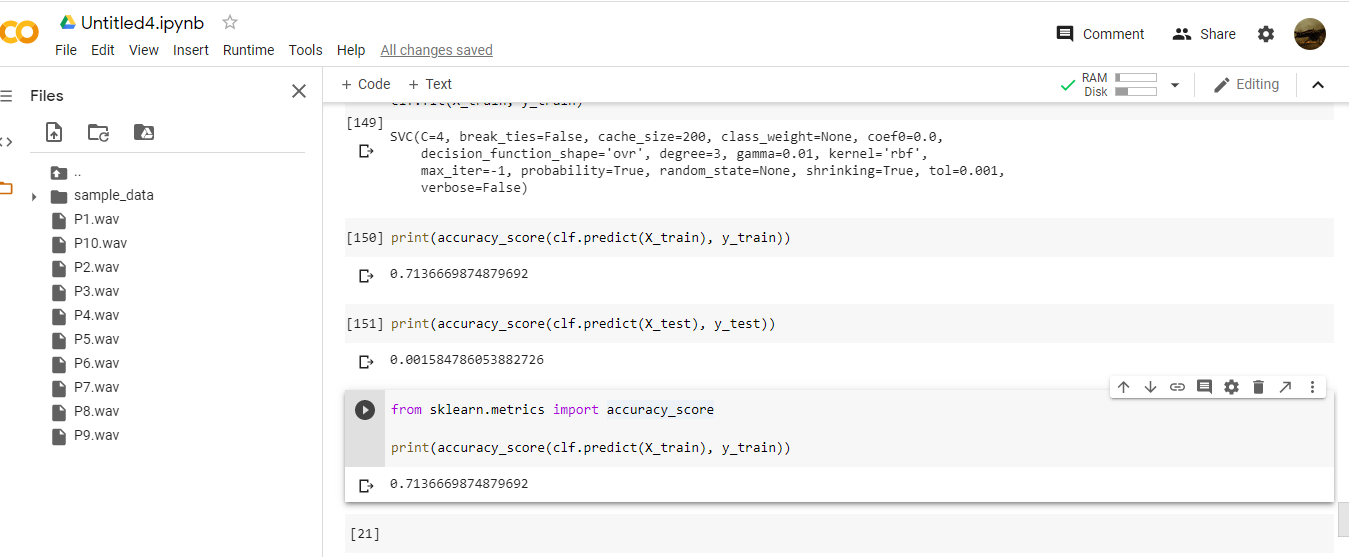 Untitled4.ipynb
File Edit View Insert Runtime Tools Help All changes saved
Comment Share
Files
+ Code + Text
RAM
Disk
Editing
clf.fit(X_train, y_train)
[149]
SVC(C=4, break_ties=False, cache_size=200, class_weight=None, coef0=0.0,
decision_function_shape='ovr', degree=3, gamma=0.01, kernel='rbf',
max_iter=-1, probability=True, random_state=None, shrinking=True, tol=0.001,
verbose=False)
..
sample_data
P1.wav
P10.wav
P2.wav
P3.wav
P4.wav
P5.wav
P6.wav
P7.wav
P8.wav
P9.wav
[150] print(accuracy_score(clf.predict(X_train), y_train))
0.7136669874879692
[151] print(accuracy_score(clf.predict(X_test), y_test))
0.001584786053882726
from sklearn.metrics import accuracy_score
print(accuracy_score(clf.predict(X_train), y_train))
0.7136669874879692
[21]